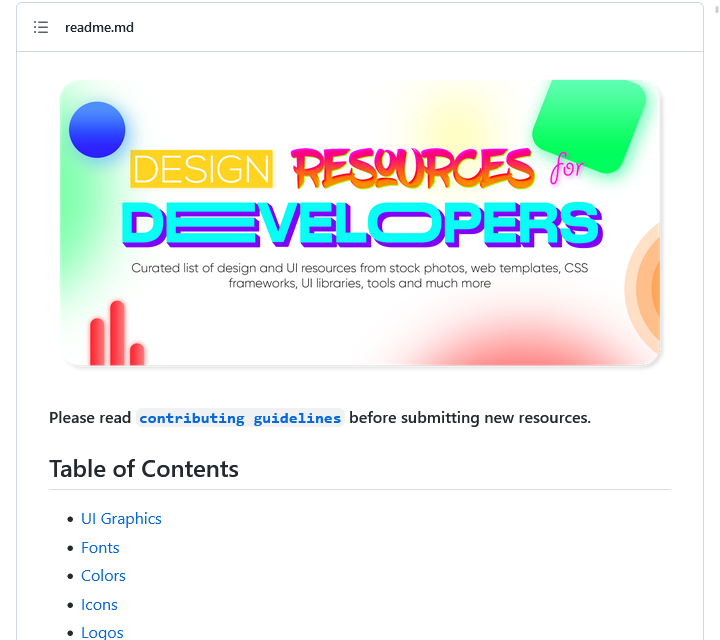 readme.md
DESIGN RESOURCES for
DEVELOPERS
Curated list of design and UI resources from stock photos, web templates, CSS
frameworks, UI libraries, tools and much more
Please read contributing guidelines before submitting new resources.
Table of Contents
UI Graphics
Fonts
Colors
Icons
Logos